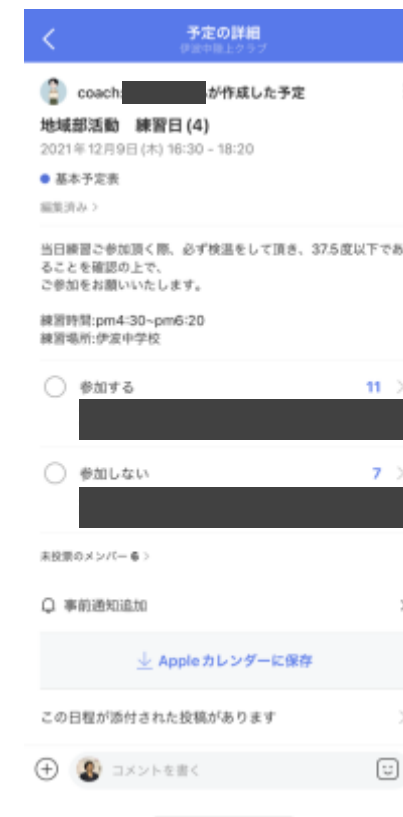 予定の詳細
伊波中陸上クラブ
coach:
が作成した予定
地域部活動 練習日(4)
2021年12月9日(木) 16:30 - 18:20
基本予定表
編集済み >
当日練習ご参加頂く際、必ず検温をして頂き、37.5度以下であ
ることを確認の上で、
ご参加をお願いいたします。
練習時間:pm4:30~pm6:20
練習場所:伊波中学校
参加する 11 >
参加しない 7 >
未投票のメンバー 6 >
事前通知追加
Appleカレンダーに保存
この日程が添付された投稿があります
コメントを書く